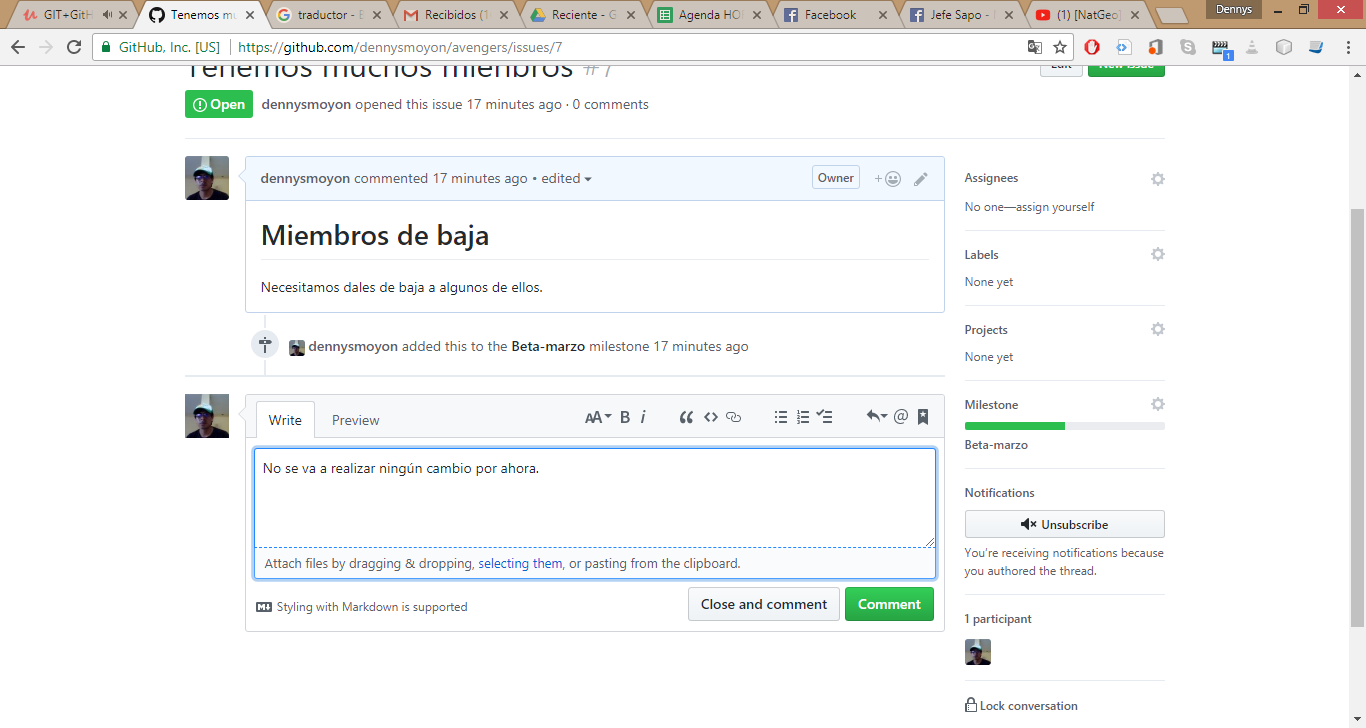 GIT+GitH
Tenemos mu
traductor - B
Recibidos (1
Reciente - G
Agenda HO
Facebook
Jefe Sapo -
(1) [NatGeo]
Dennys
GitHub, Inc. [US] https://github.com/dennysmoyon/avengers/issues/7
1
Tenemos muchos mienbros #7
Edit New issue
Open dennysmoyon opened this issue 17 minutes ago · 0 comments
dennysmoyon commented 17 minutes ago • edited
Owner
Miembros de baja
Necesitamos dales de baja a algunos de ellos.
dennysmoyon added this to the Beta-marzo milestone 17 minutes ago
Write Preview
AA B i
No se va a realizar ningún cambio por ahora.
Attach files by dragging & dropping, selecting them, or pasting from the clipboard.
Styling with Markdown is supported
Close and comment Comment
Assignees
No one—assign yourself
Labels
None yet
Projects
None yet
Milestone
Beta-marzo
Notifications
Unsubscribe
You're receiving notifications because
you authored the thread.
1 participant
Lock conversation